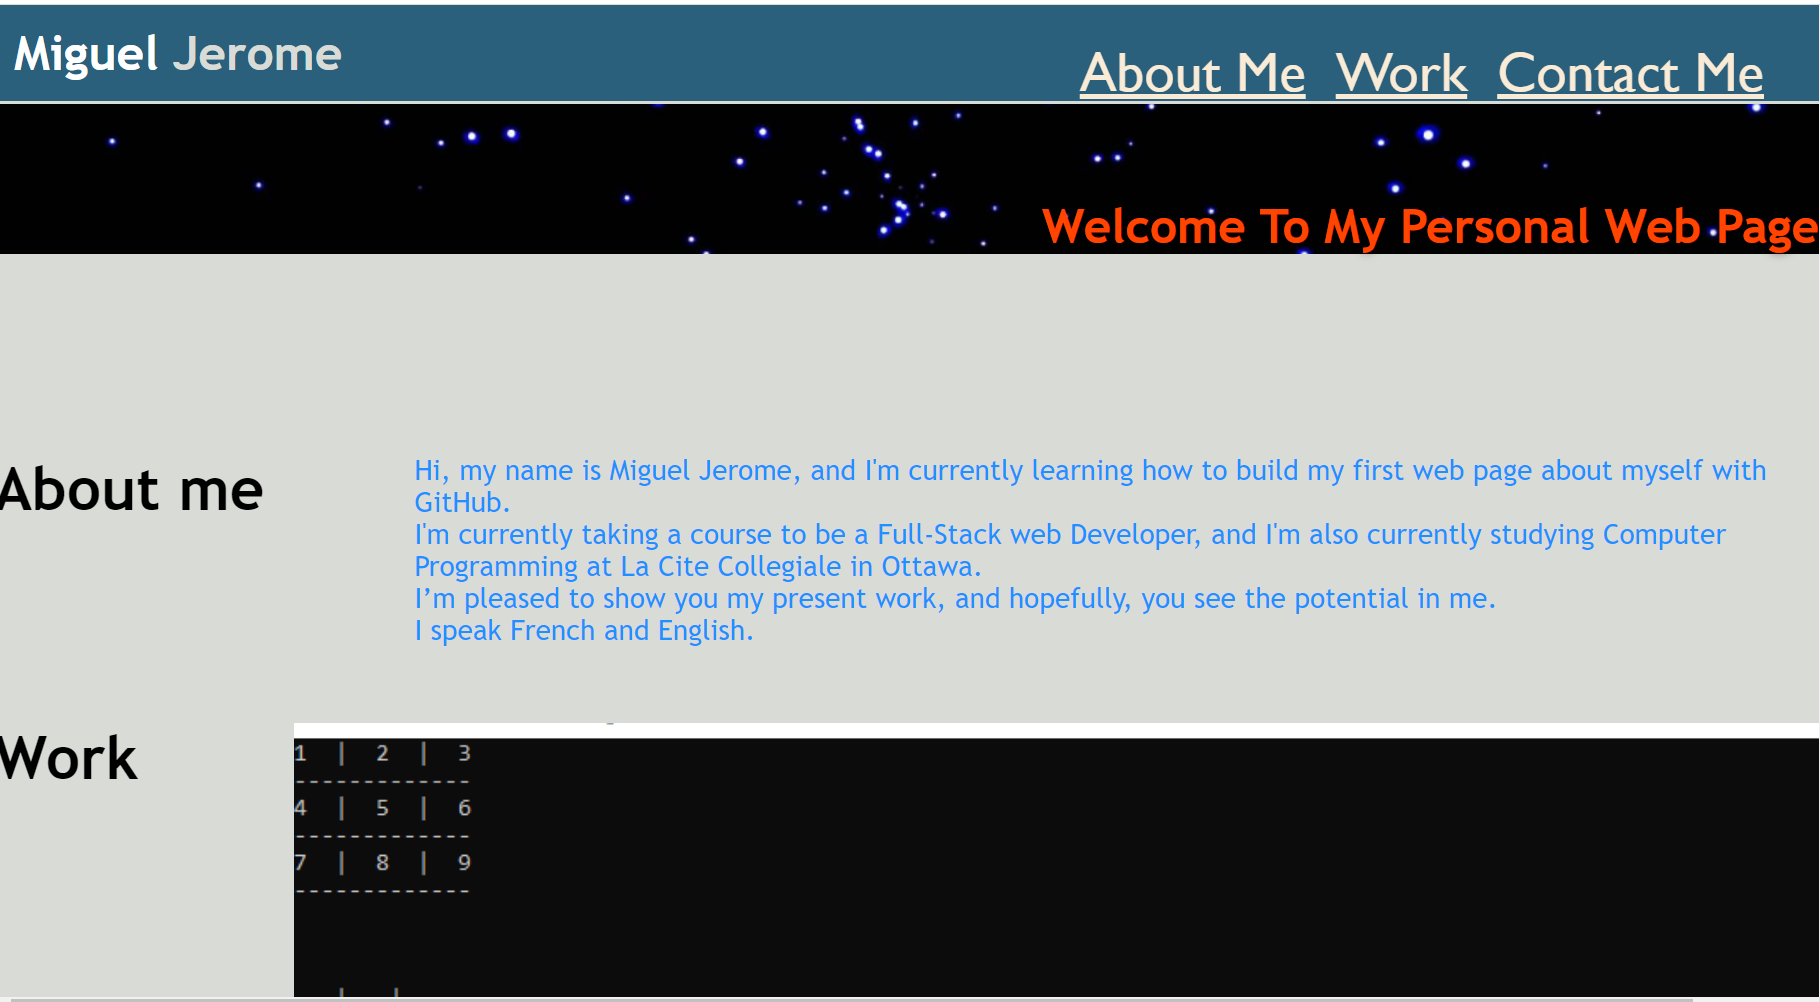 Miguel Jerome
About Me Work Contact Me
Welcome To My Personal Web Page
About me
Hi, my name is Miguel Jerome, and I'm currently learning how to build my first web page about myself with
GitHub.
I'm currently taking a course to be a Full-Stack web Developer, and I'm also currently studying Computer
Programming at La Cite Collegiale in Ottawa.
I’m pleased to show you my present work, and hopefully, you see the potential in me.
I speak French and English.
Work
1 | 2 | 3
-------------
4 | 5 | 6
-------------
7 | 8 | 9
-------------